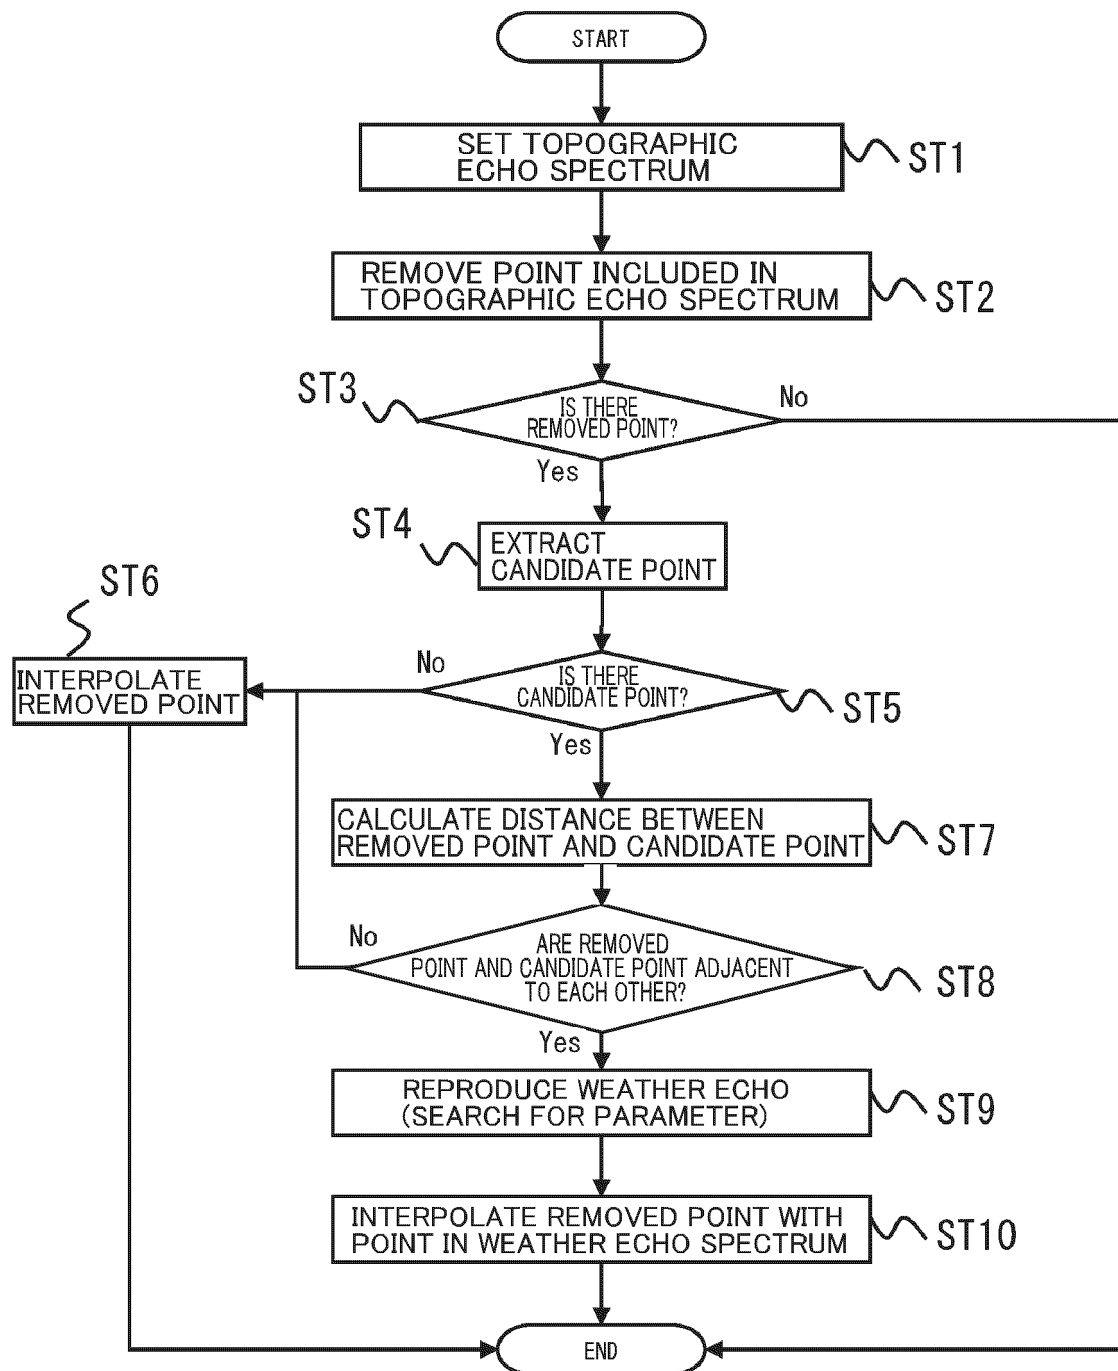 START
SET TOPOGRAPHIC
ECHO SPECTRUM
ST1
REMOVE POINT INCLUDED IN
TOPOGRAPHIC ECHO SPECTRUM
ST2
ST3
IS THERE
REMOVED POINT?
No
Yes
ST4
EXTRACT
CANDIDATE POINT
ST6
INTERPOLATE
REMOVED POINT
No
IS THERE
CANDIDATE POINT?
ST5
Yes
CALCULATE DISTANCE BETWEEN
REMOVED POINT AND CANDIDATE POINT
ST7
No
ARE REMOVED
POINT AND CANDIDATE POINT ADJACENT
TO EACH OTHER?
ST8
Yes
REPRODUCE WEATHER ECHO
(SEARCH FOR PARAMETER)
ST9
INTERPOLATE REMOVED POINT WITH
POINT IN WEATHER ECHO SPECTRUM
ST10
END